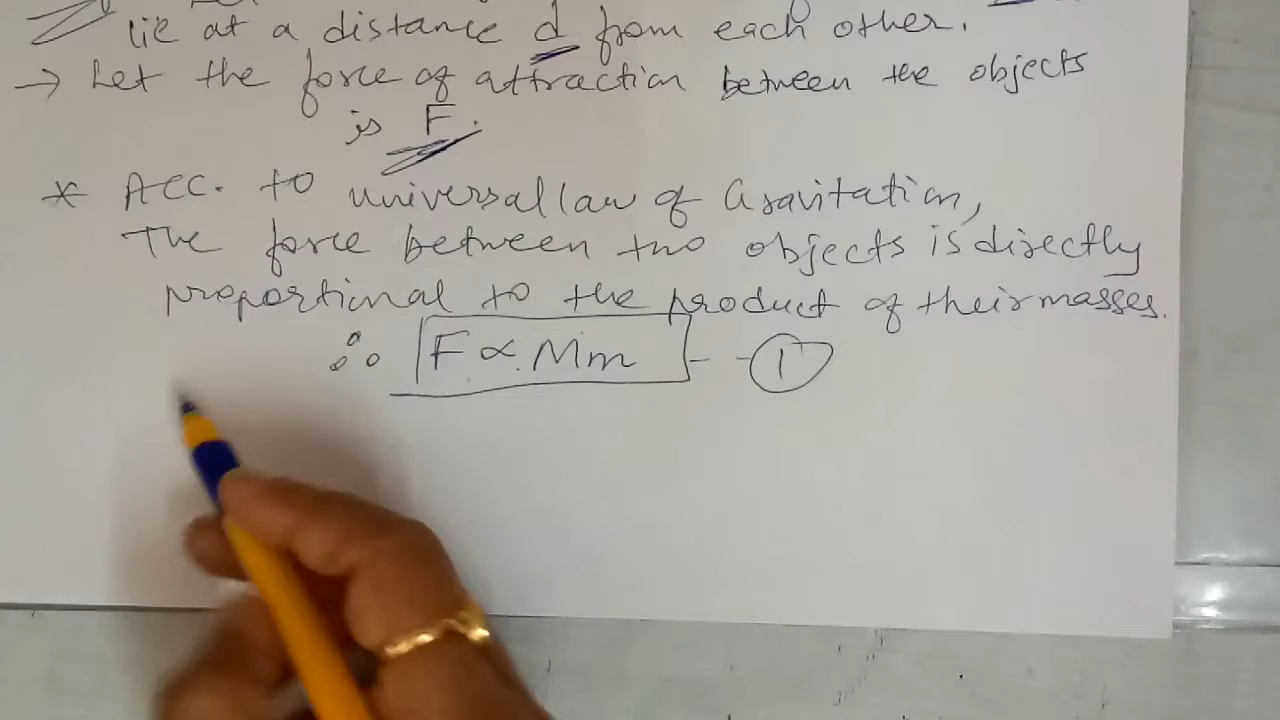 lie at a distance d from each other.
→ Let the force of attraction between the objects
is F.
* Acc. to universal law of Gravitation,
The force between two objects is directly
proportional to the product of their masses.
∴ F ∝ Mm -- ①